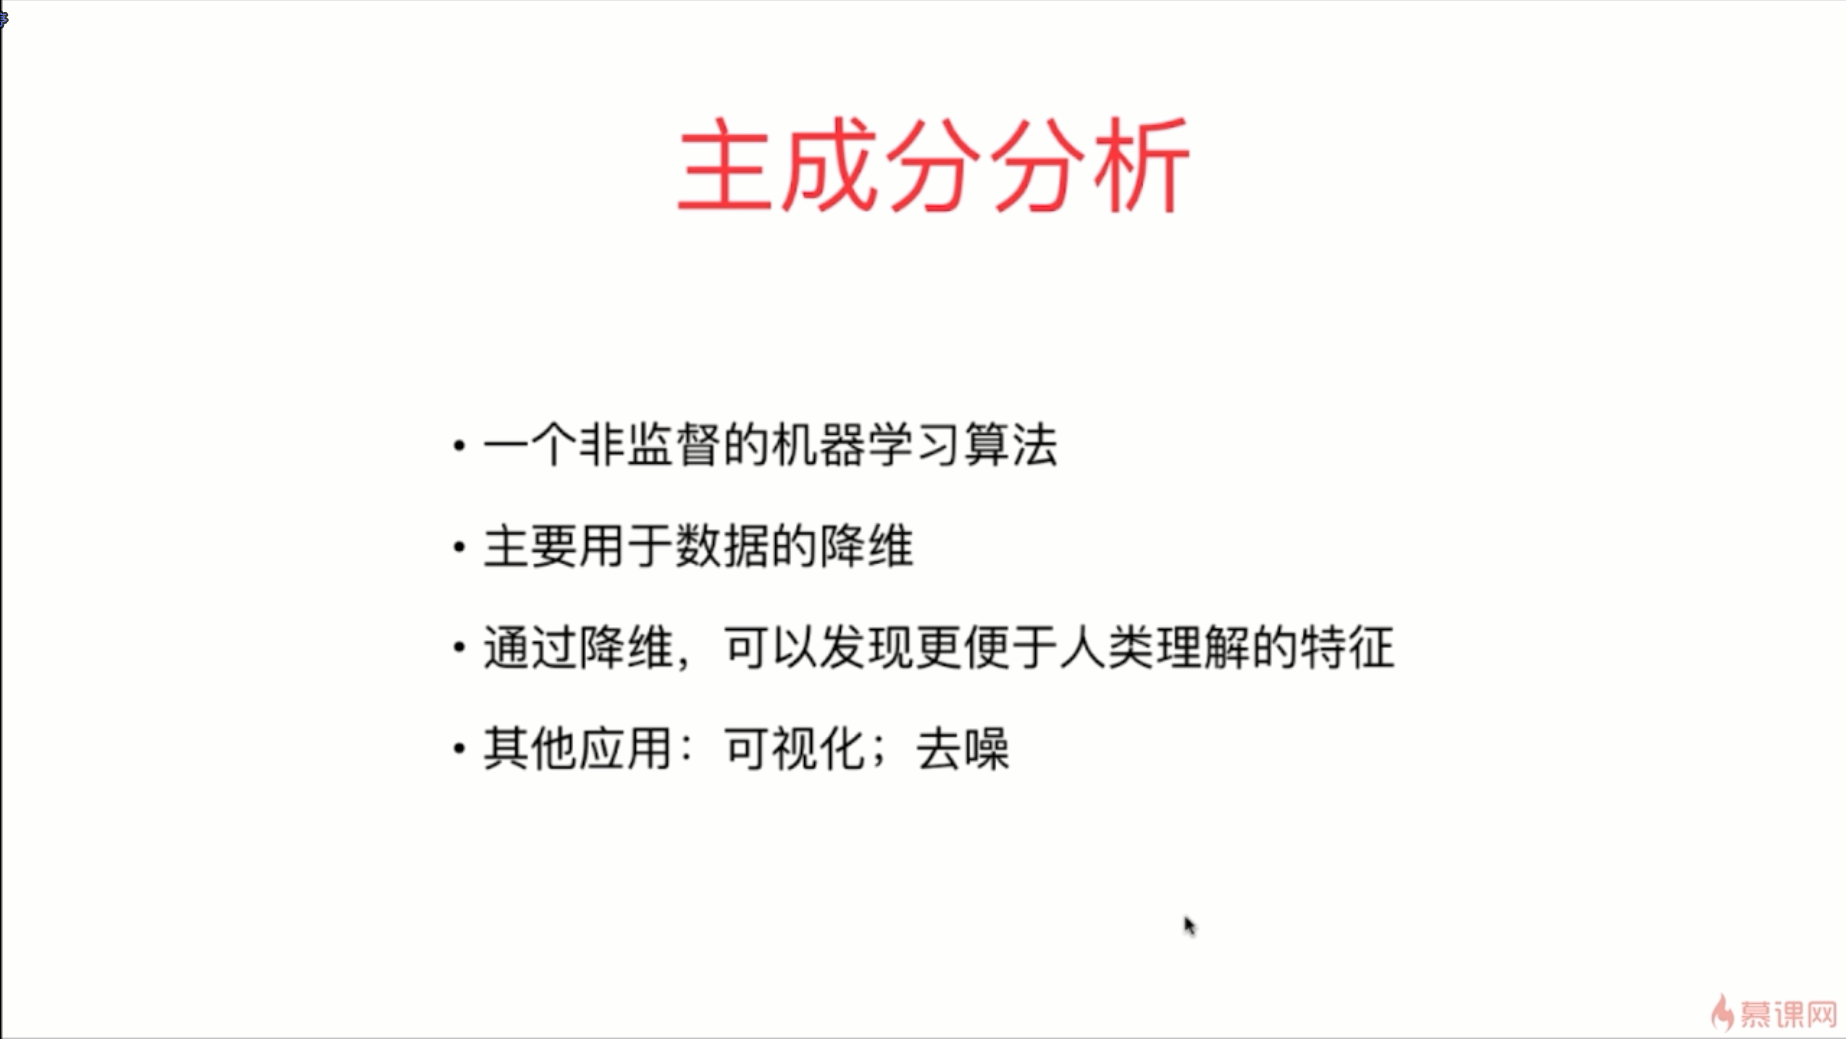 主成分分析
• 一个非监督的机器学习算法
• 主要用于数据的降维
• 通过降维，可以发现更便于人类理解的特征
• 其他应用：可视化；去噪
慕课网